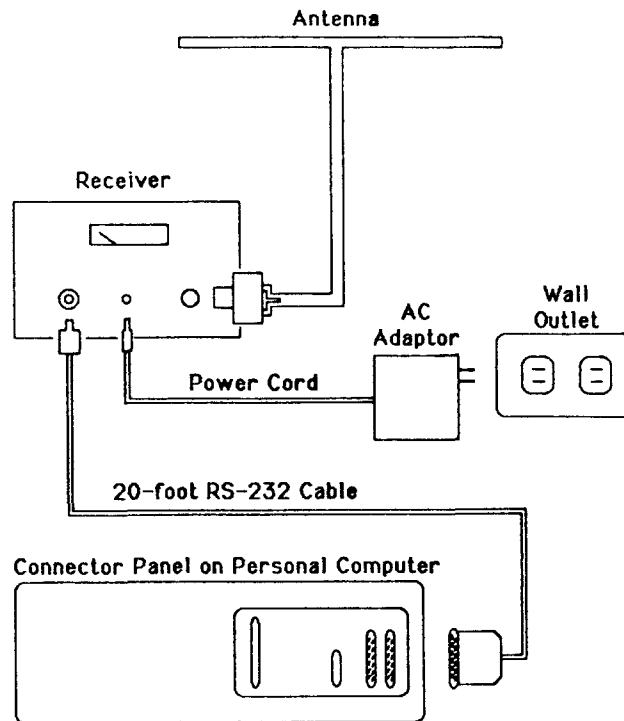 Antenna
Receiver
AC
Adaptor
Wall
Outlet
Power Cord
20-foot RS-232 Cable
Connector Panel on Personal Computer